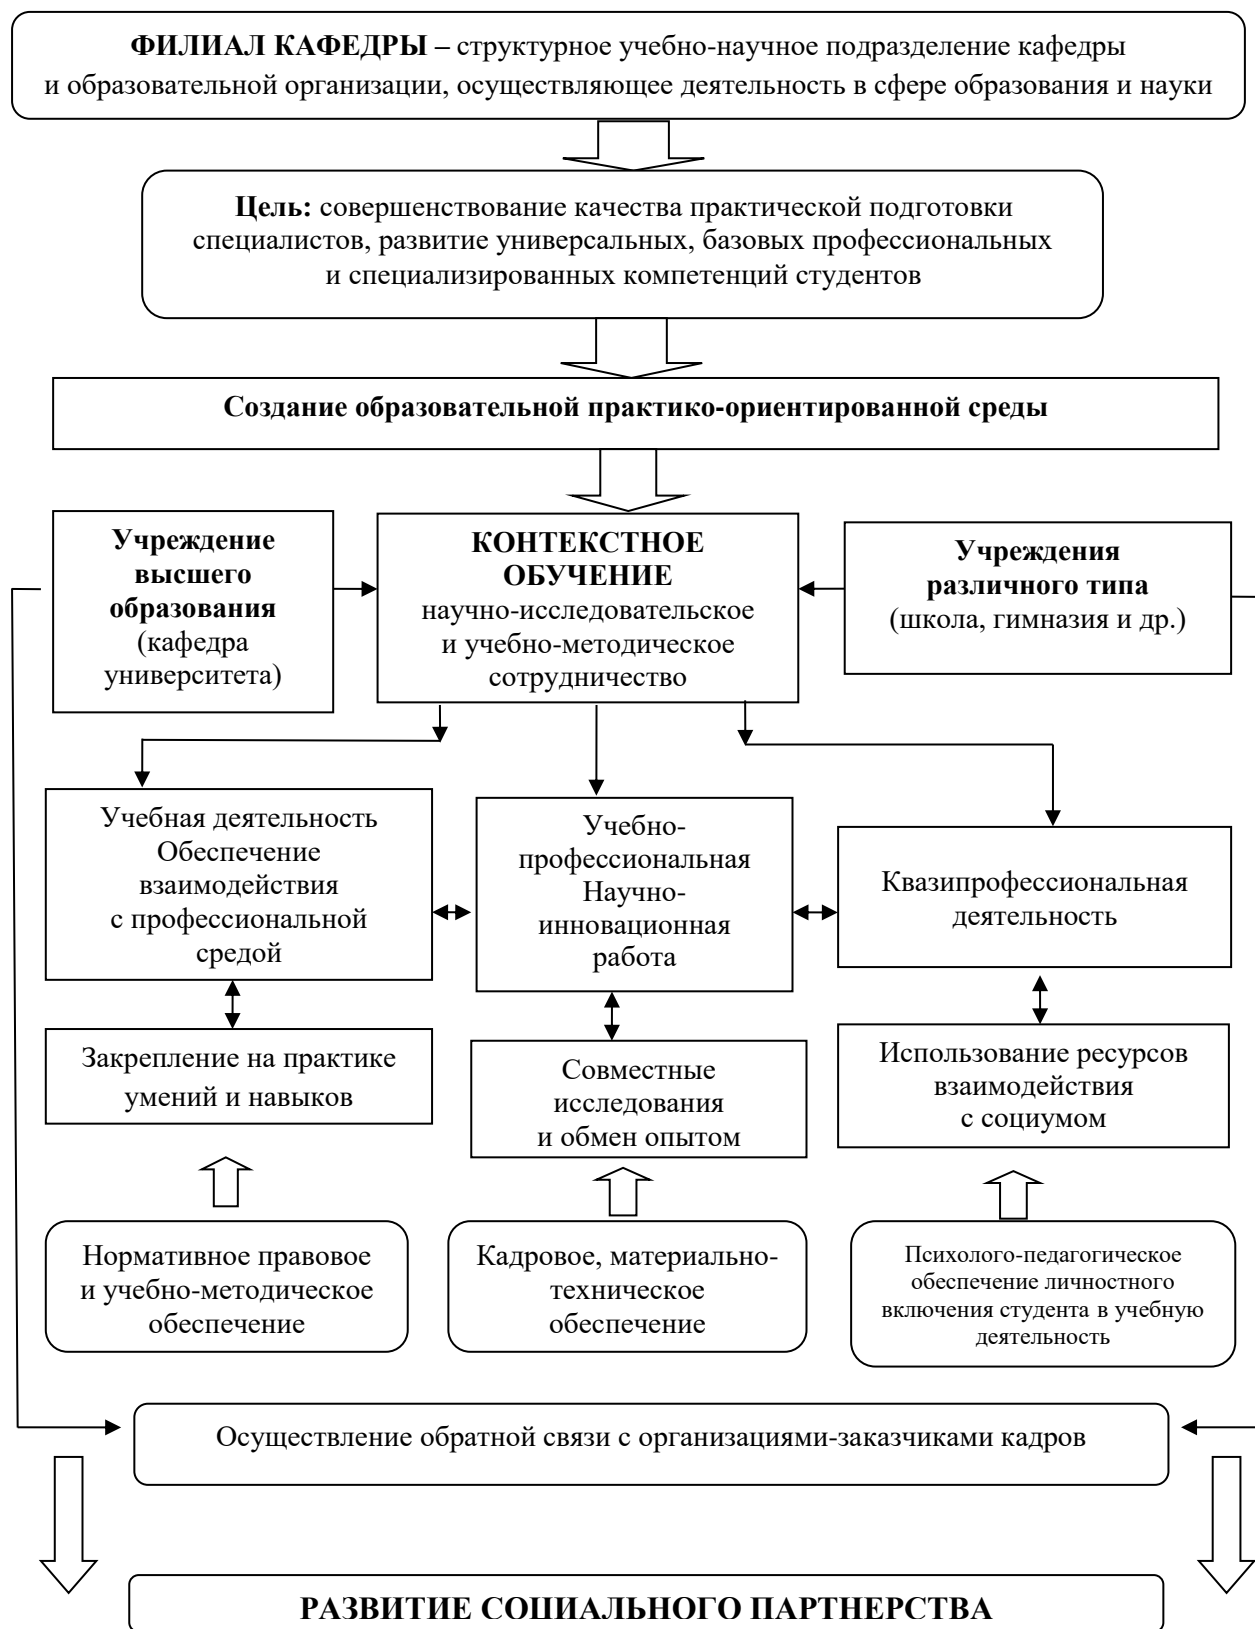 ФИЛИАЛ КАФЕДРЫ – структурное учебно-научное подразделение кафедры
и образовательной организации, осуществляющее деятельность в сфере образования и науки
Цель: совершенствование качества практической подготовки
специалистов, развитие универсальных, базовых профессиональных
и специализированных компетенций студентов
Создание образовательной практико-ориентированной среды
Учреждение
высшего
образования
(кафедра
университета)
КОНТЕКСТНОЕ
ОБУЧЕНИЕ
научно-исследовательское
и учебно-методическое
сотрудничество
Учреждения
различного типа
(школа, гимназия и др.)
Учебная деятельность
Обеспечение
взаимодействия
с профессиональной
средой
Учебно-
профессиональная
Научно-
инновационная
работа
Квазипрофессиональная
деятельность
Закрепление на практике
умений и навыков
Совместные
исследования
и обмен опытом
Использование ресурсов
взаимодействия
с социумом
Нормативное правовое
и учебно-методическое
обеспечение
Кадровое, материально-
техническое
обеспечение
Психолого-педагогическое
обеспечение личностного
включения студента в учебную
деятельность
Осуществление обратной связи с организациями-заказчиками кадров
РАЗВИТИЕ СОЦИАЛЬНОГО ПАРТНЕРСТВА